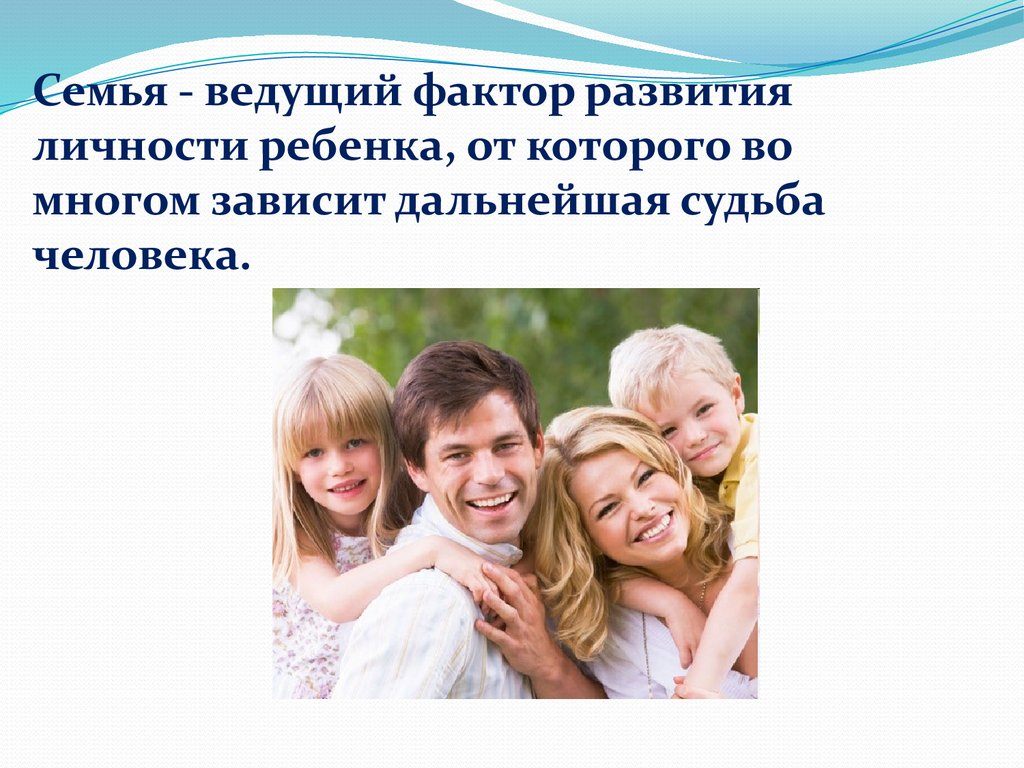 Семья - ведущий фактор развития
личности ребенка, от которого во
многом зависит дальнейшая судьба
человека.